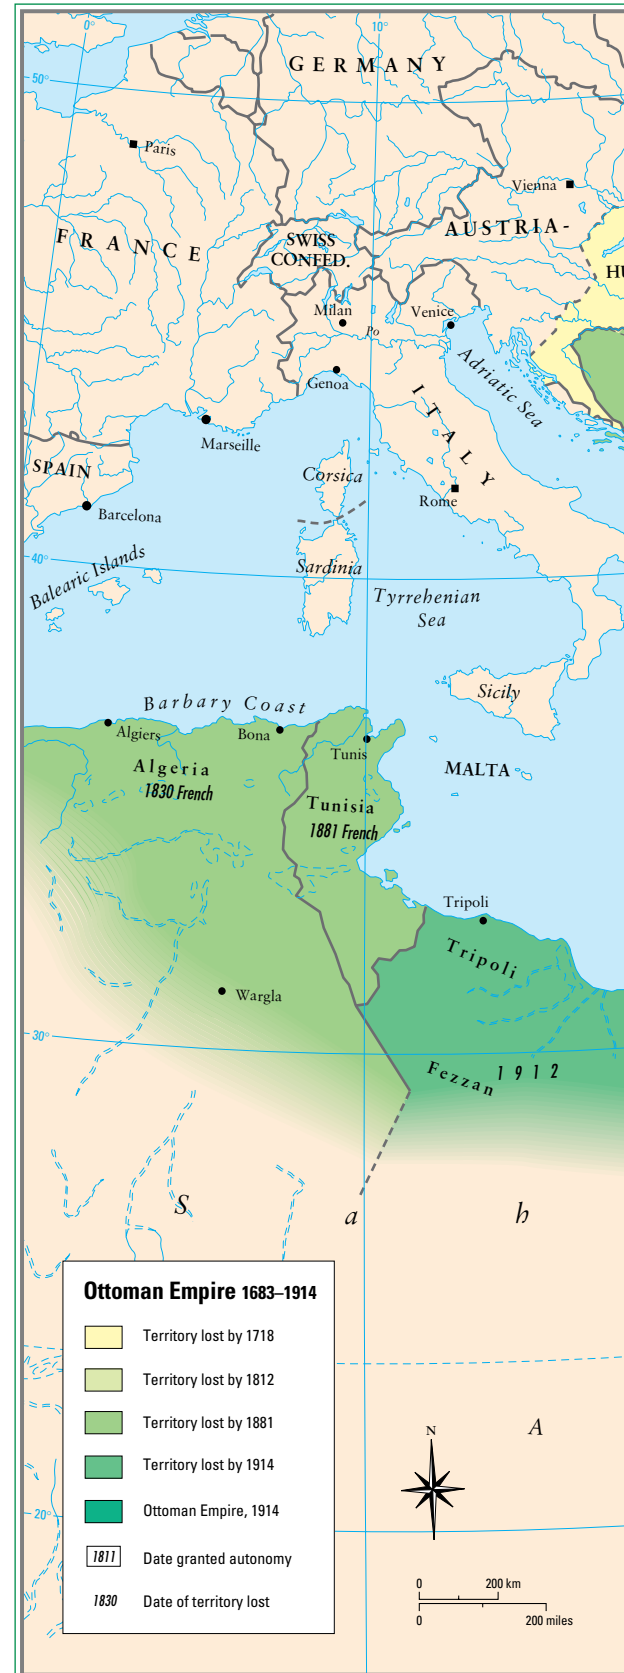 0°
10°
50°
GERMANY
Paris
Vienna
FRANCE
SWISS
CONFED.
AUSTRIA-
HU
Milan
Venice
Po
Genoa
Adriatic Sea
ITALY
Marseille
SPAIN
Corsica
Rome
Barcelona
40°
Balearic Islands
Sardinia
Tyrrehenian
Sea
Sicily
Barbary Coast
Algiers
Bona
Tunis
MALTA
Algeria
1830 French
Tunisia
1881 French
Tripoli
Tripoli
Wargla
30°
Fezzan
1912
S
a
h
Ottoman Empire 1683–1914
Territory lost by 1718
Territory lost by 1812
Territory lost by 1881
Territory lost by 1914
Ottoman Empire, 1914
1811 Date granted autonomy
1830 Date of territory lost
A
N
20°
0 200 km
0 200 miles